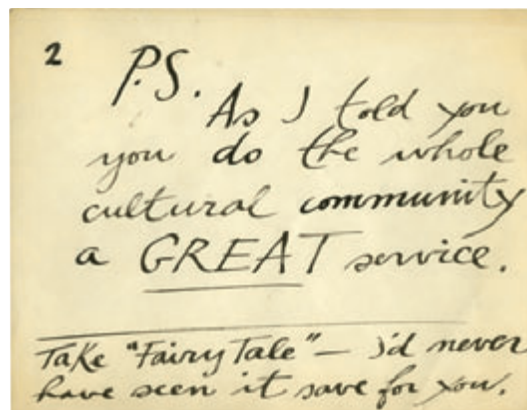 2
P.S.
As I told you
you do the whole
cultural community
a GREAT service.
Take "Fairy Tale" — I'd never
have seen it save for you.